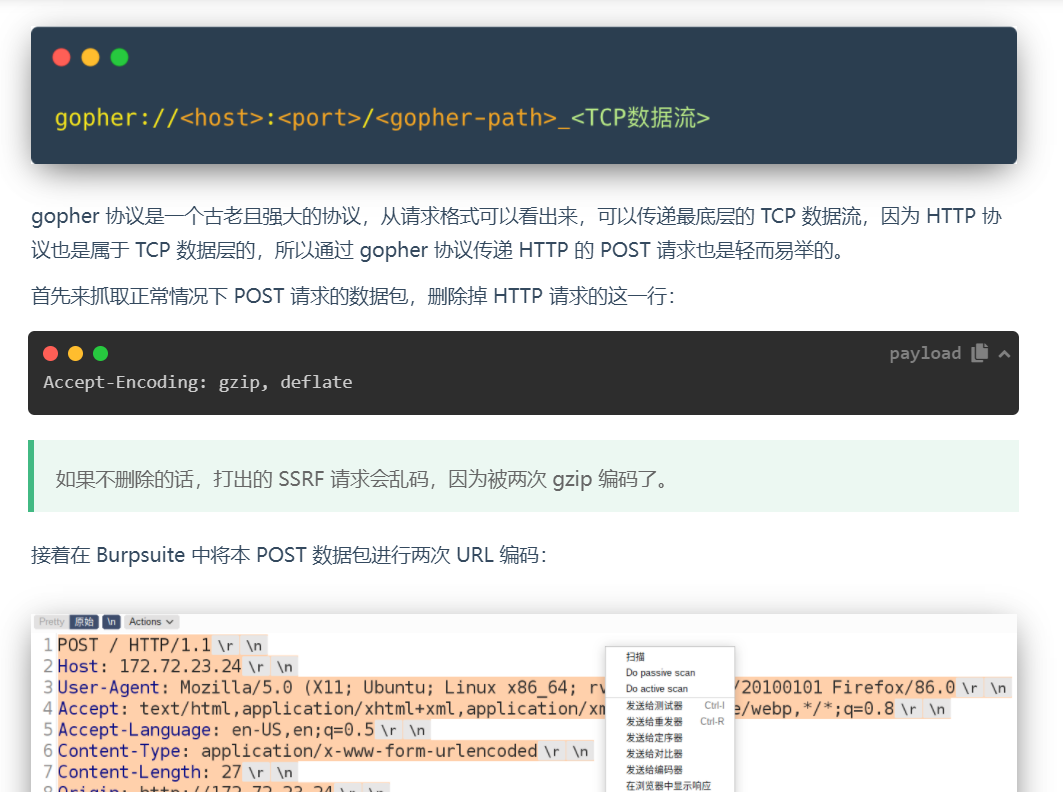 gopher://<host>:<port>/<gopher-path>_<TCP数据流>
gopher 协议是一个古老且强大的协议，从请求格式可以看出来，可以传递最底层的 TCP 数据流，因为 HTTP 协
议也是属于 TCP 数据层的，所以通过 gopher 协议传递 HTTP 的 POST 请求也是轻而易举的。
首先来抓取正常情况下 POST 请求的数据包，删除掉 HTTP 请求的这一行：
payload
Accept-Encoding: gzip, deflate
如果不删除的话，打出的 SSRF 请求会乱码，因为被两次 gzip 编码了。
接着在 Burpsuite 中将本 POST 数据包进行两次 URL 编码：
Pretty 原始 \n Actions
1 POST / HTTP/1.1 \r \n
2 Host: 172.72.23.24 \r \n
3 User-Agent: Mozilla/5.0 (X11; Ubuntu; Linux x86_64; rv /20100101 Firefox/86.0 \r \n
4 Accept: text/html,application/xhtml+xml,application/xm e/webp,*/*;q=0.8 \r \n
5 Accept-Language: en-US,en;q=0.5 \r \n
6 Content-Type: application/x-www-form-urlencoded \r \n
7 Content-Length: 27 \r \n
8 Origin: http://172.72.23.24 \r \n
扫描
Do passive scan
Do active scan
发送给测试器 Ctrl-I
发送给重发器 Ctrl-R
发送给定序器
发送给对比器
发送给编码器
在浏览器中显示响应